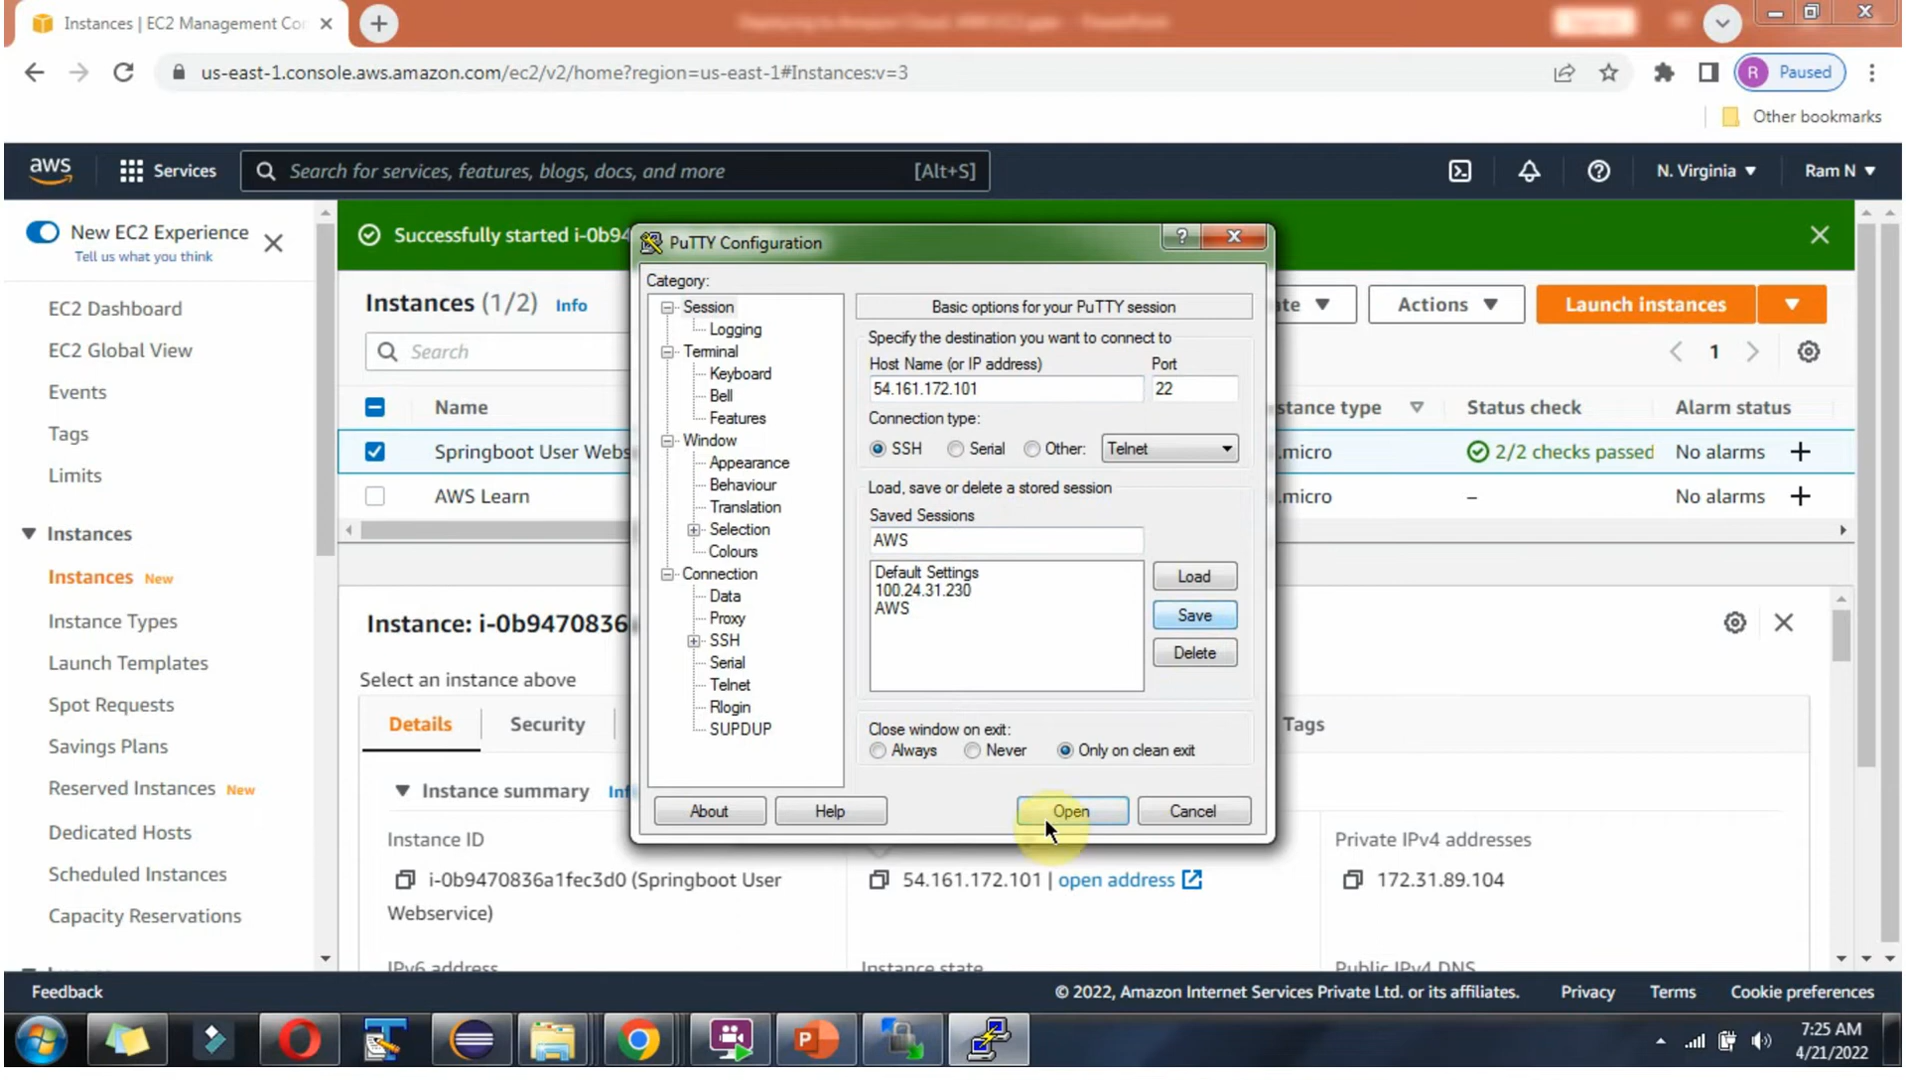 Instances | EC2 Management Con
us-east-1.console.aws.amazon.com/ec2/v2/home?region=us-east-1#Instances:v=3
R Paused
Other bookmarks
aws
Services
Search for services, features, blogs, docs, and more [Alt+S]
N. Virginia
Ram N
New EC2 Experience
Tell us what you think
EC2 Dashboard
EC2 Global View
Events
Tags
Limits
Instances
Instances New
Instance Types
Launch Templates
Spot Requests
Savings Plans
Reserved Instances New
Dedicated Hosts
Scheduled Instances
Capacity Reservations
Successfully started i-0b94
Instances (1/2) Info
Actions
Launch instances
Search
1
Name
Status check
Alarm status
Springboot User Webs
.micro
2/2 checks passed
No alarms
AWS Learn
.micro
–
No alarms
PuTTY Configuration
Category:
Session
Logging
Terminal
Keyboard
Bell
Features
Window
Appearance
Behaviour
Translation
Selection
Colours
Connection
Data
Proxy
SSH
Serial
Telnet
Rlogin
SUPDUP
Basic options for your PuTTY session
Specify the destination you want to connect to
Host Name (or IP address) Port
54.161.172.101 22
Connection type:
SSH Serial Other: Telnet
Load, save or delete a stored session
Saved Sessions
AWS
Default Settings
100.24.31.230
AWS
Load
Save
Delete
Close window on exit:
Always Never Only on clean exit
About Help Open Cancel
Instance: i-0b9470836
Select an instance above
Details
Security
Tags
Instance summary
Instance ID
i-0b9470836a1fec3d0 (Springboot User
Webservice)
54.161.172.101 | open address
Private IPv4 addresses
172.31.89.104
IPv6 address
Instance state
Public IPv4 DNS
Feedback
© 2022, Amazon Internet Services Private Ltd. or its affiliates.
Privacy
Terms
Cookie preferences
7:25 AM
4/21/2022